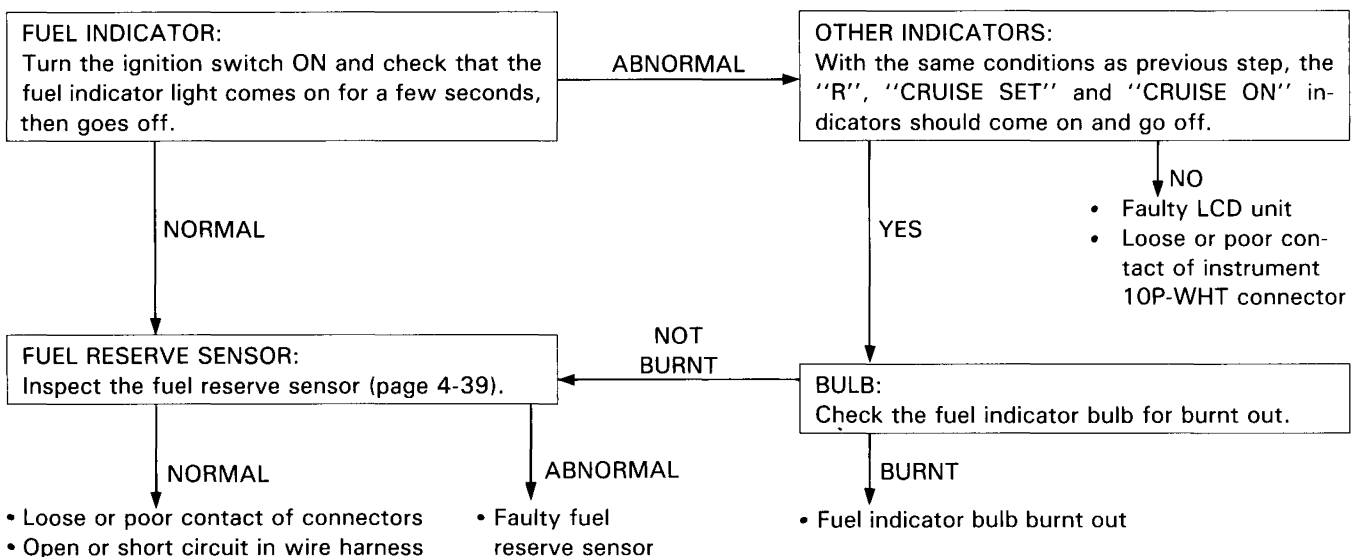 FUEL INDICATOR:
Turn the ignition switch ON and check that the
fuel indicator light comes on for a few seconds,
then goes off.
ABNORMAL
OTHER INDICATORS:
With the same conditions as previous step, the
"R", "CRUISE SET" and "CRUISE ON" in-
dicators should come on and go off.
NORMAL
YES
NO
• Faulty LCD unit
• Loose or poor con-
tact of instrument
10P-WHT connector
FUEL RESERVE SENSOR:
Inspect the fuel reserve sensor (page 4-39).
NOT
BURNT
BULB:
Check the fuel indicator bulb for burnt out.
NORMAL
ABNORMAL
BURNT
• Loose or poor contact of connectors
• Open or short circuit in wire harness
• Faulty fuel
reserve sensor
• Fuel indicator bulb burnt out